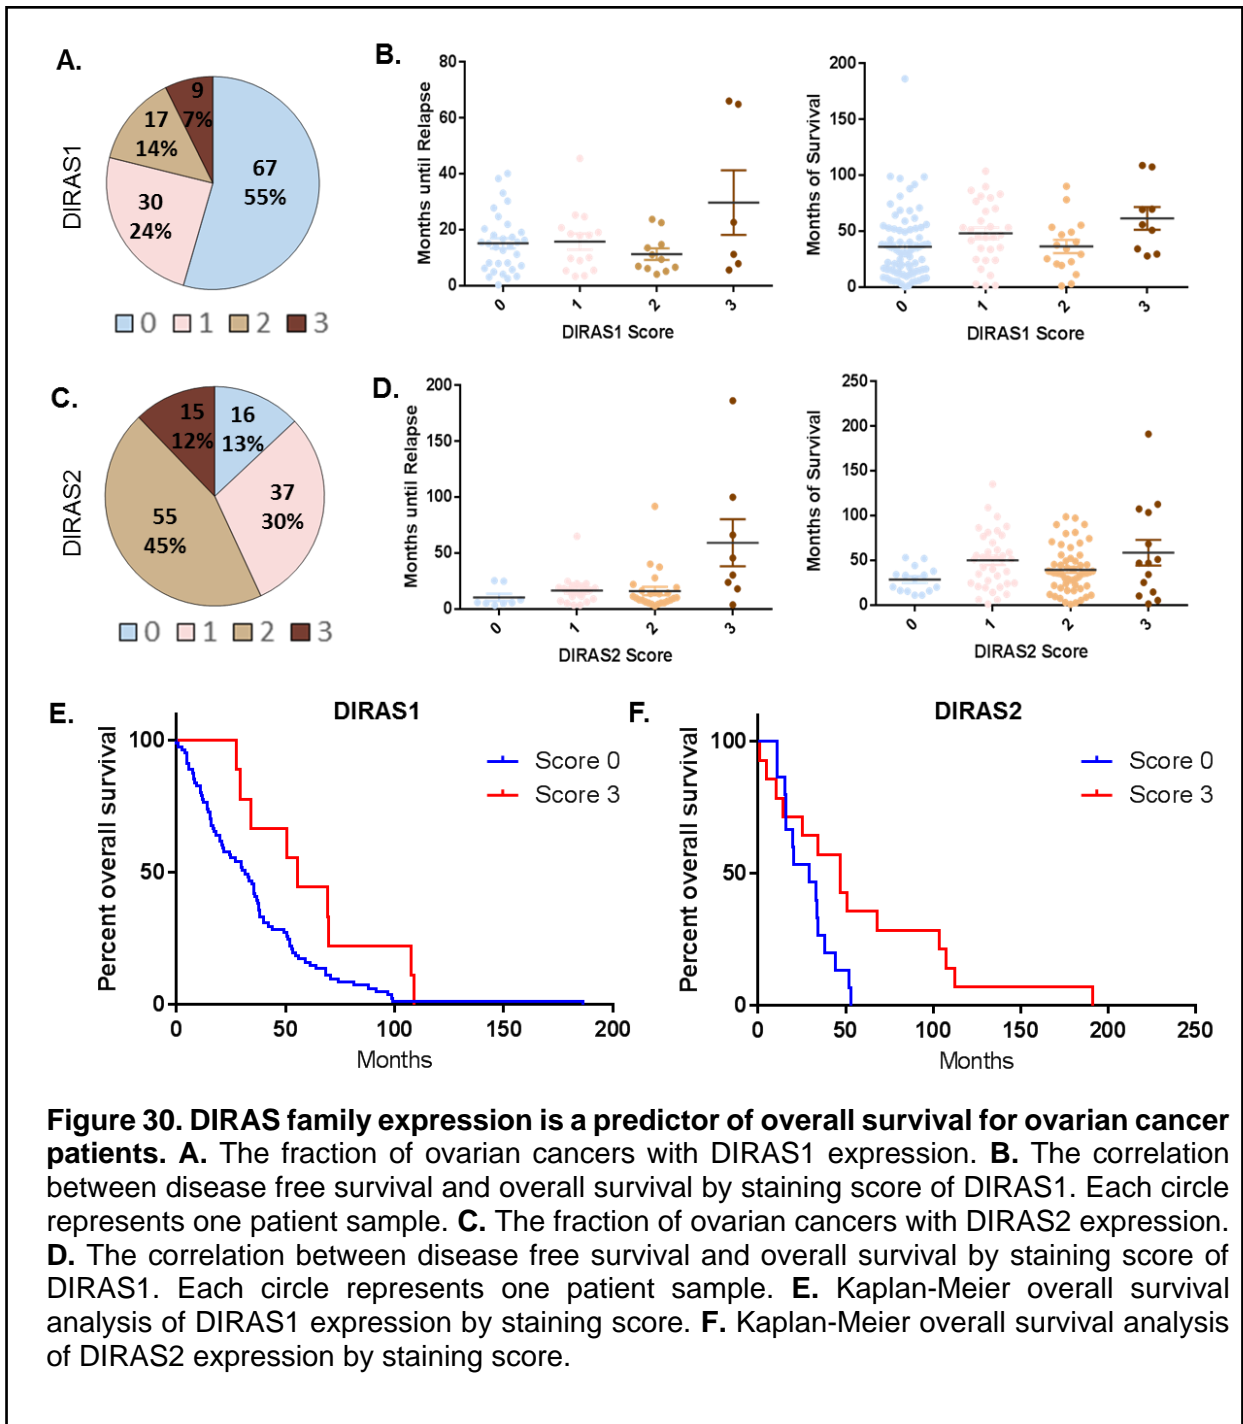 A.
DIRAS1
9
7%
17
14%
67
55%
30
24%
0 1 2 3
B.
Months until Relapse
80
60
40
20
0
0 1 2 3
DIRAS1 Score
Months of Survival
200
150
100
50
0
0 1 2 3
DIRAS1 Score
C.
DIRAS2
15
12%
16
13%
37
30%
55
45%
0 1 2 3
D.
Months until Relapse
200
150
100
50
0
0 1 2 3
DIRAS2 Score
Months of Survival
250
200
150
100
50
0
0 1 2 3
DIRAS2 Score
E.
DIRAS1
Percent overall survival
100
50
0
Score 0
Score 3
0 50 100 150 200
Months
F.
DIRAS2
Percent overall survival
100
50
0
Score 0
Score 3
0 50 100 150 200 250
Months
Figure 30. DIRAS family expression is a predictor of overall survival for ovarian cancer
patients. A. The fraction of ovarian cancers with DIRAS1 expression. B. The correlation
between disease free survival and overall survival by staining score of DIRAS1. Each circle
represents one patient sample. C. The fraction of ovarian cancers with DIRAS2 expression.
D. The correlation between disease free survival and overall survival by staining score of
DIRAS1. Each circle represents one patient sample. E. Kaplan-Meier overall survival
analysis of DIRAS1 expression by staining score. F. Kaplan-Meier overall survival analysis
of DIRAS2 expression by staining score.